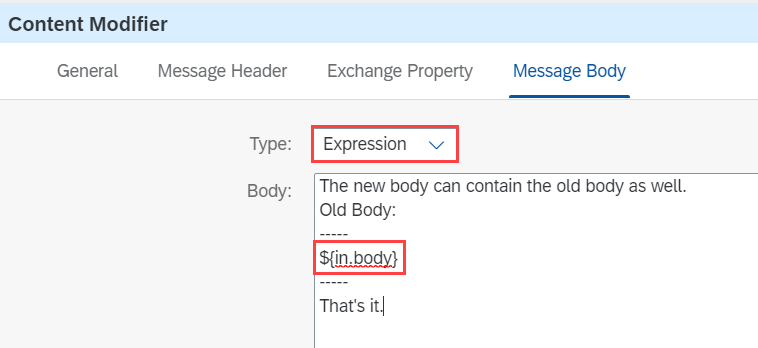 Content Modifier
General Message Header Exchange Property Message Body
Type: Expression
Body: The new body can contain the old body as well.
Old Body:
-----
${in.body}
-----
That's it.